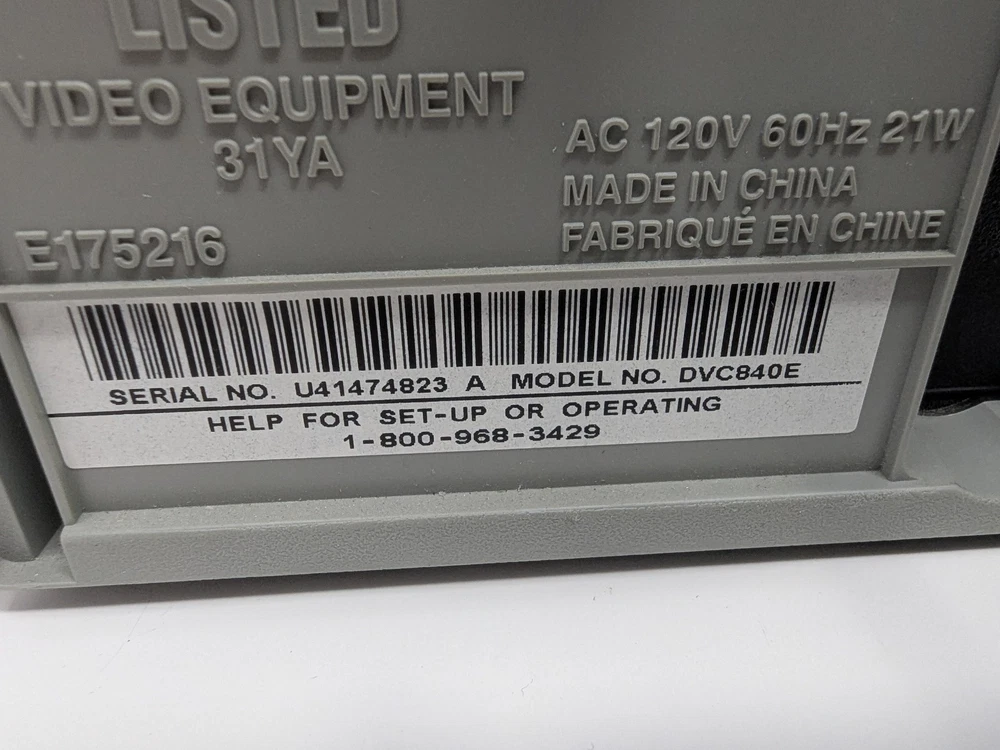 LISTED
VIDEO EQUIPMENT
31YA
E175216
AC 120V 60Hz 21W
MADE IN CHINA
FABRIQUÉ EN CHINE
SERIAL NO. U41474823 A MODEL NO. DVC840E
HELP FOR SET-UP OR OPERATING
1-800-968-3429